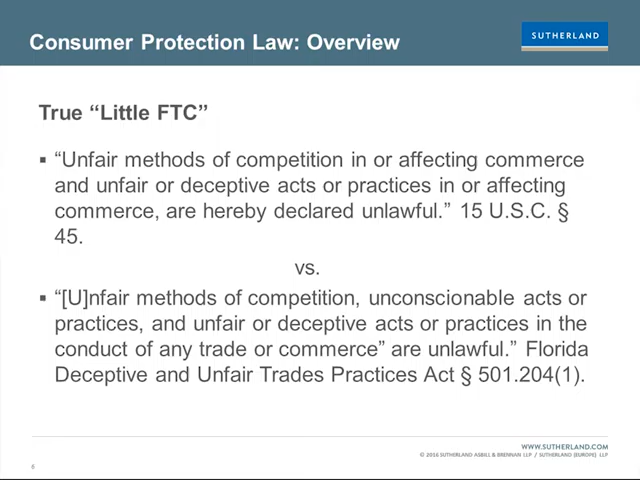 Consumer Protection Law: Overview
SUTHERLAND
True “Little FTC”
▪ “Unfair methods of competition in or affecting commerce
and unfair or deceptive acts or practices in or affecting
commerce, are hereby declared unlawful.” 15 U.S.C. §
45.
vs.
▪ “[U]nfair methods of competition, unconscionable acts or
practices, and unfair or deceptive acts or practices in the
conduct of any trade or commerce” are unlawful.” Florida
Deceptive and Unfair Trades Practices Act § 501.204(1).
WWW.SUTHERLAND.COM
© 2016 SUTHERLAND ASBILL & BRENNAN LLP / SUTHERLAND (EUROPE) LLP
6